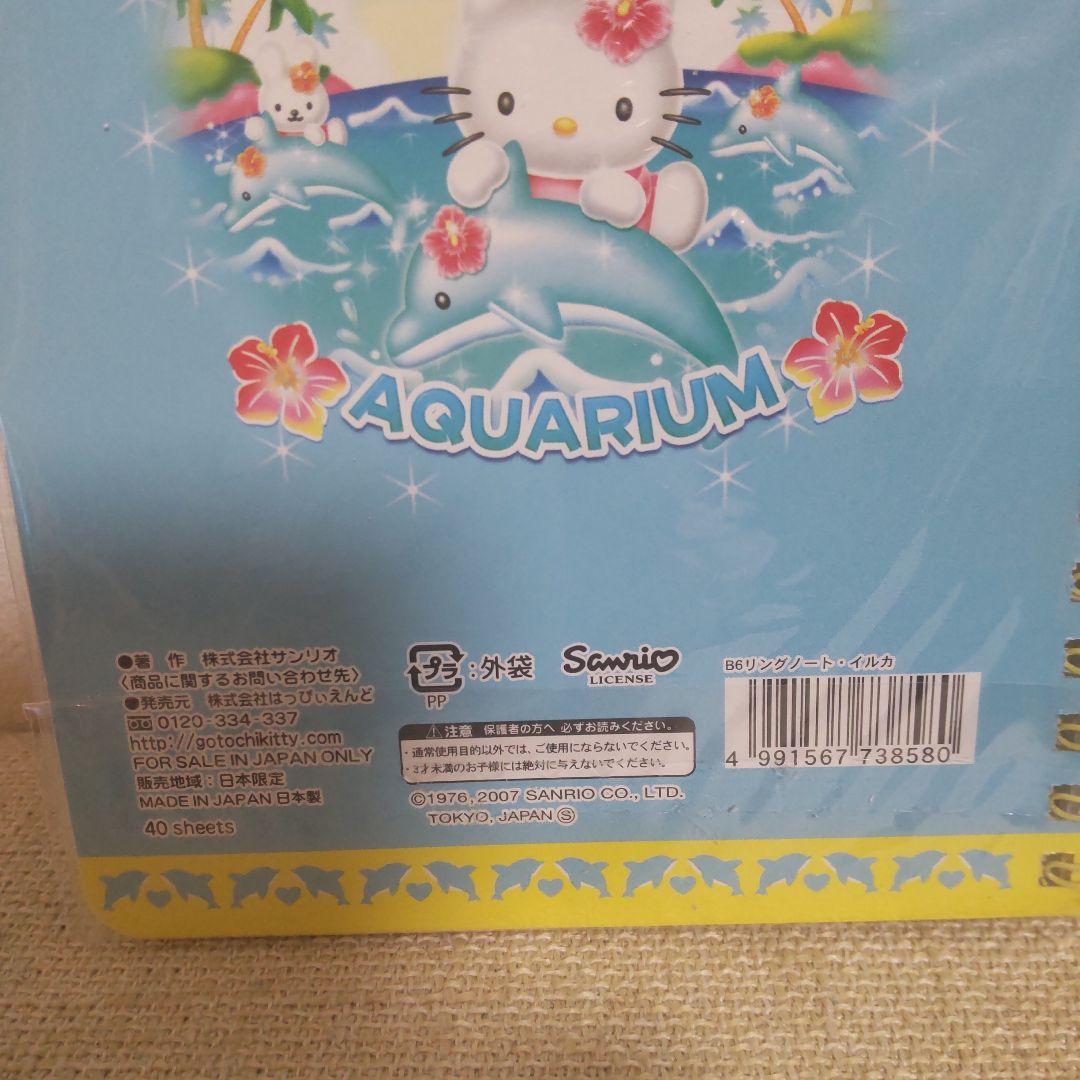 AQUARIUM
●著 作 株式会社サンリオ
〈商品に関するお問い合わせ先〉
●発売元 株式会社はっぴぃえんど
0120-334-337
http://gotochikitty.com
FOR SALE IN JAPAN ONLY
販売地域：日本限定
MADE IN JAPAN 日本製
40 sheets
プラ :外袋
PP
Sanrio
LICENSE
⚠注意 保護者の方へ 必ずお読みください。
・通常使用目的以外では、ご使用にならないでください。
・3才未満のお子様には絶対に与えないでください。
©1976, 2007 SANRIO CO., LTD.
TOKYO, JAPAN Ⓢ
B6リングノート・イルカ
4 991567 738580